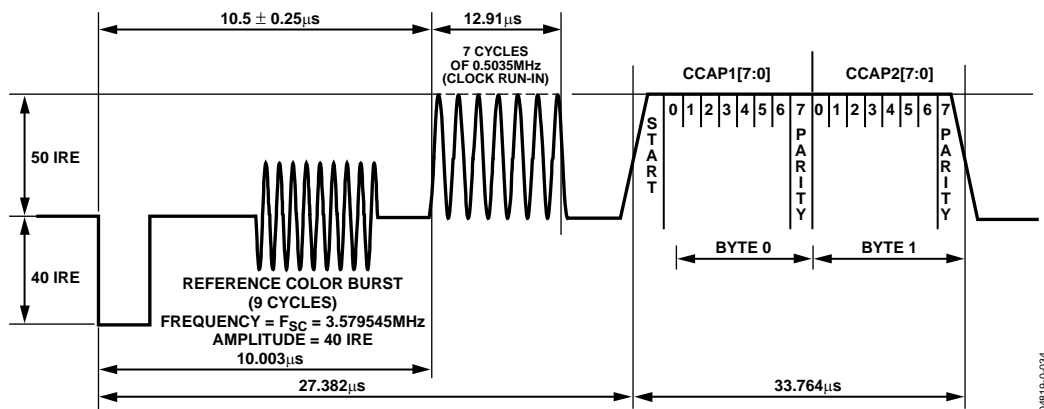 10.5 ± 0.25μs
12.91μs
7 CYCLES
OF 0.5035MHz
(CLOCK RUN-IN)
CCAP1[7:0]
CCAP2[7:0]
0 1 2 3 4 5 6 7 0 1 2 3 4 5 6 7
START
PARITY
PARITY
50 IRE
40 IRE
BYTE 0
BYTE 1
REFERENCE COLOR BURST
(9 CYCLES)
FREQUENCY = FSC = 3.579545MHz
AMPLITUDE = 40 IRE
10.003μs
27.382μs
33.764μs
04819-0-034